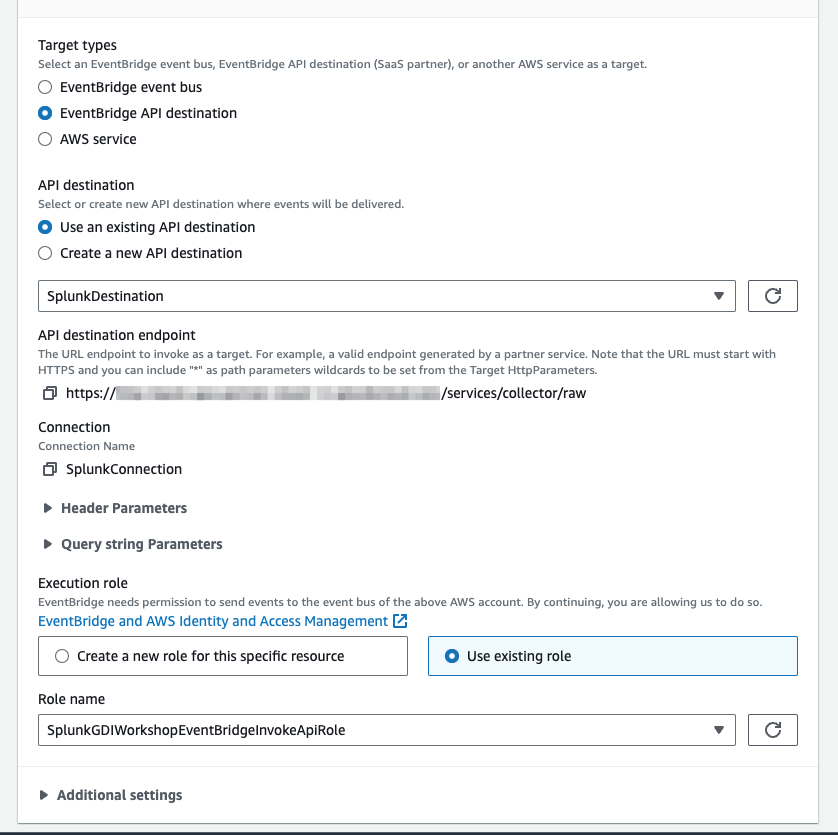 Target types
Select an EventBridge event bus, EventBridge API destination (SaaS partner), or another AWS service as a target.
EventBridge event bus
EventBridge API destination
AWS service
API destination
Select or create new API destination where events will be delivered.
Use an existing API destination
Create a new API destination
SplunkDestination
API destination endpoint
The URL endpoint to invoke as a target. For example, a valid endpoint generated by a partner service. Note that the URL must start with
HTTPS and you can include "*" as path parameters wildcards to be set from the Target HttpParameters.
https:// /services/collector/raw
Connection
Connection Name
SplunkConnection
Header Parameters
Query string Parameters
Execution role
EventBridge needs permission to send events to the event bus of the above AWS account. By continuing, you are allowing us to do so.
EventBridge and AWS Identity and Access Management
Create a new role for this specific resource
Use existing role
Role name
SplunkGDIWorkshopEventBridgeInvokeApiRole
Additional settings